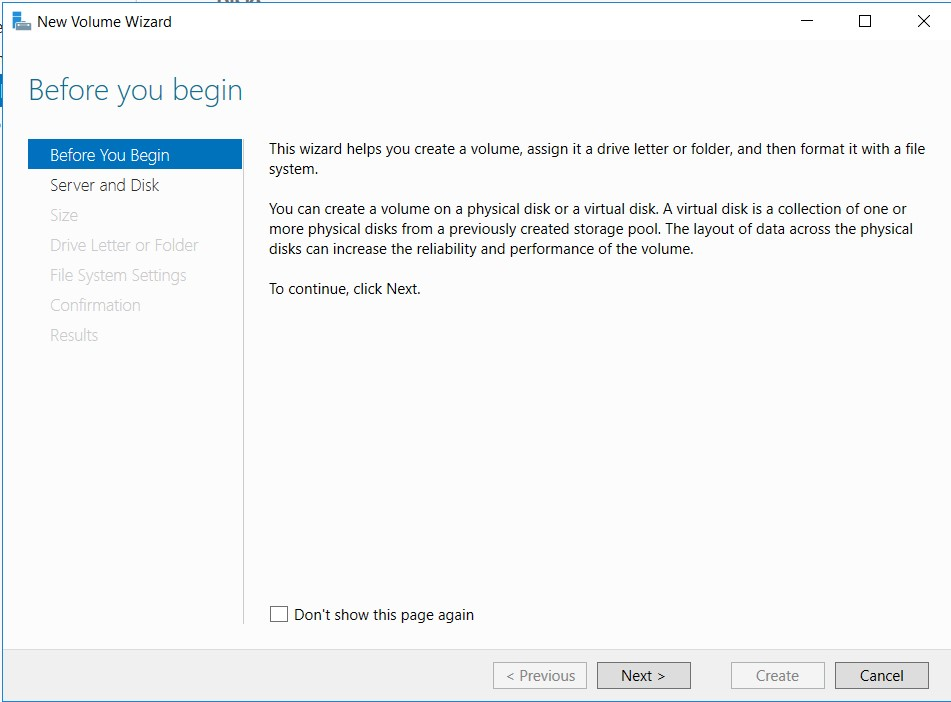 New Volume Wizard
Before you begin
Before You Begin
Server and Disk
Size
Drive Letter or Folder
File System Settings
Confirmation
Results
This wizard helps you create a volume, assign it a drive letter or folder, and then format it with a file
system.
You can create a volume on a physical disk or a virtual disk. A virtual disk is a collection of one or
more physical disks from a previously created storage pool. The layout of data across the physical
disks can increase the reliability and performance of the volume.
To continue, click Next.
Don't show this page again
< Previous
Next >
Create
Cancel